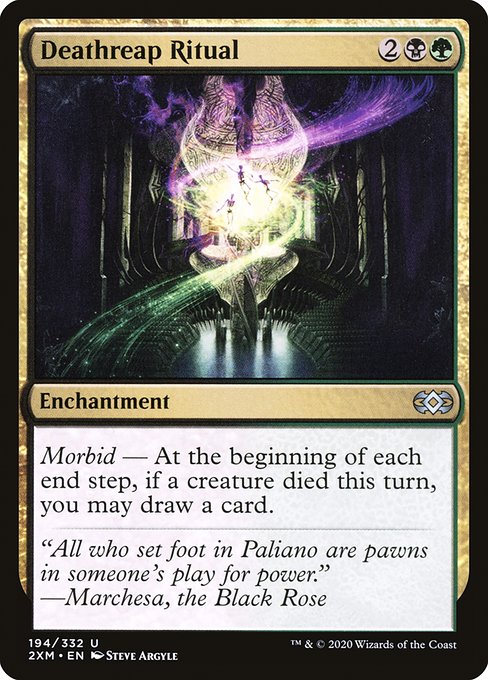 Deathreap Ritual 2
Enchantment
Morbid — At the beginning of each
end step, if a creature died this turn,
you may draw a card.
“All who set foot in Paliano are pawns
in someone’s play for power.”
—Marchesa, the Black Rose
194/332 U
™ & © 2020 Wizards of the Coast
2XM • EN Steve Argyle